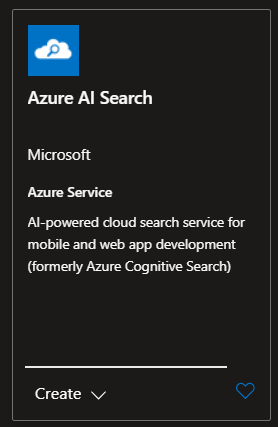 Azure AI Search
Microsoft
Azure Service
AI-powered cloud search service for
mobile and web app development
(formerly Azure Cognitive Search)
Create